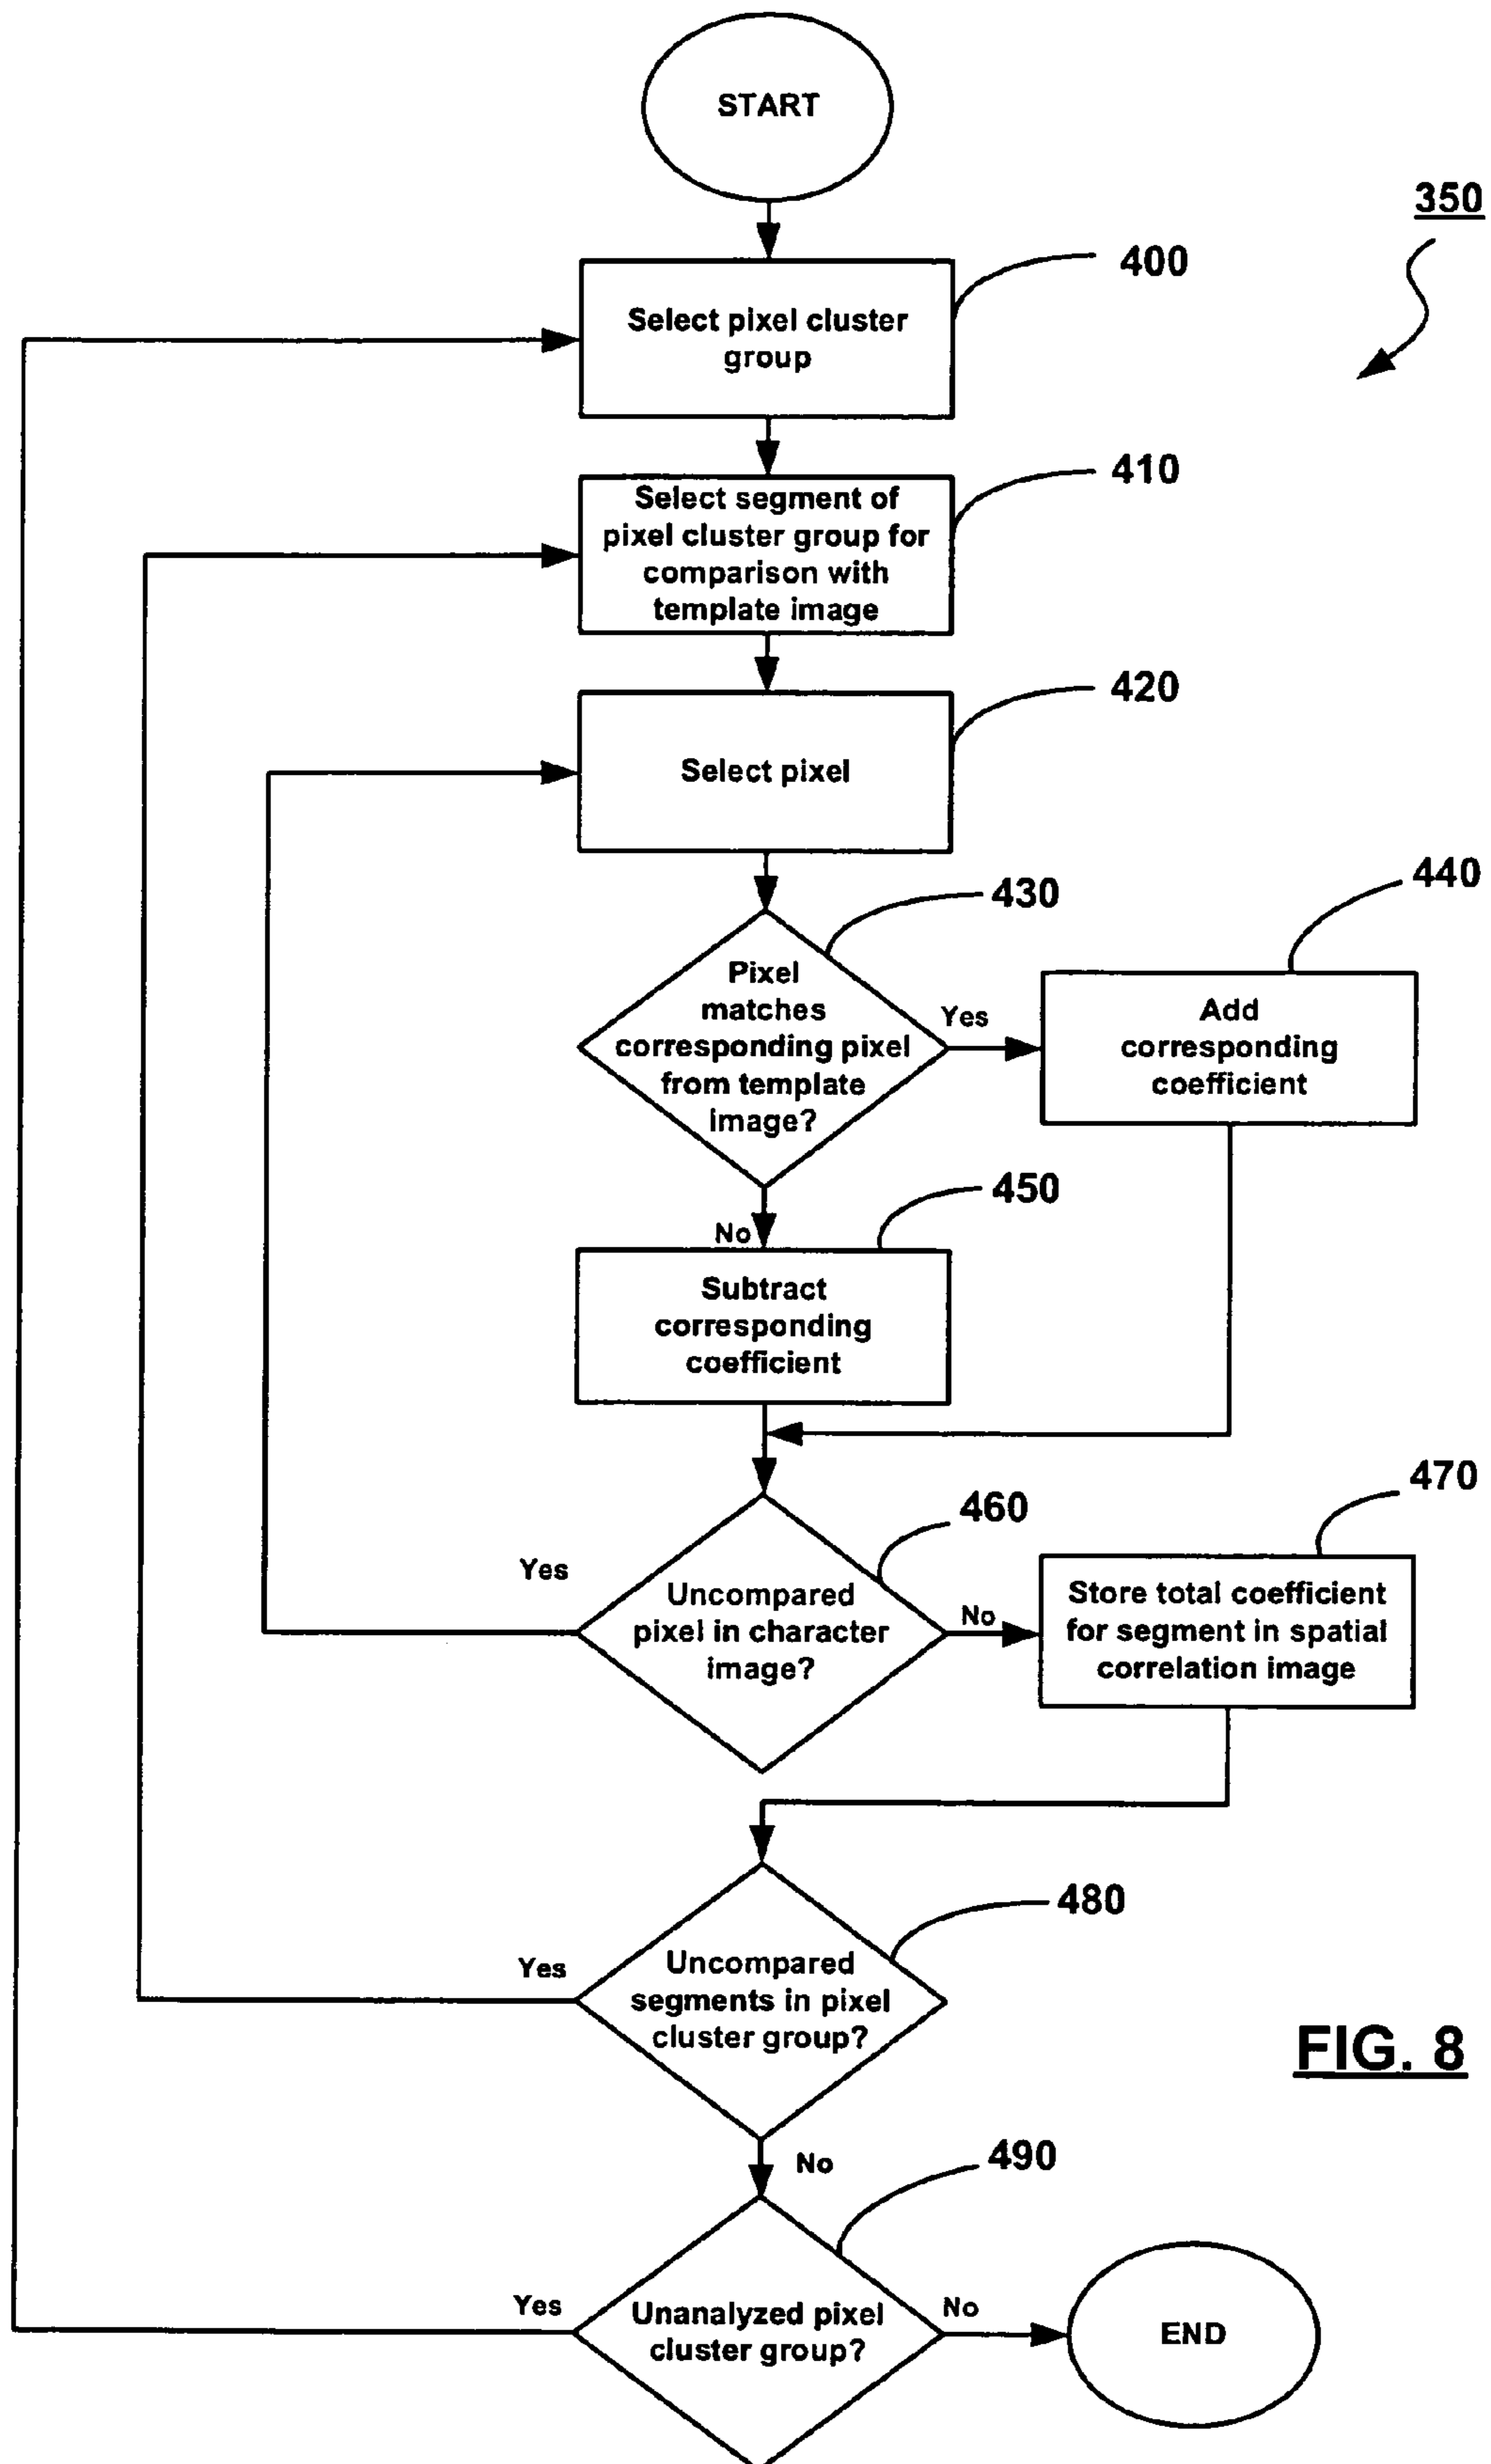 START
350
400
Select pixel cluster
group
410
Select segment of
pixel cluster group for
comparison with
template image
420
Select pixel
430
440
Pixel
matches
corresponding pixel
from template
image?
Yes
Add
corresponding
coefficient
450
No
Subtract
corresponding
coefficient
460
470
Yes
Uncompared
pixel in character
image?
No
Store total coefficient
for segment in spatial
correlation image
480
Yes
Uncompared
segments in pixel
cluster group?
FIG. 8
No
490
Yes
Unanalyzed pixel
cluster group?
No
END